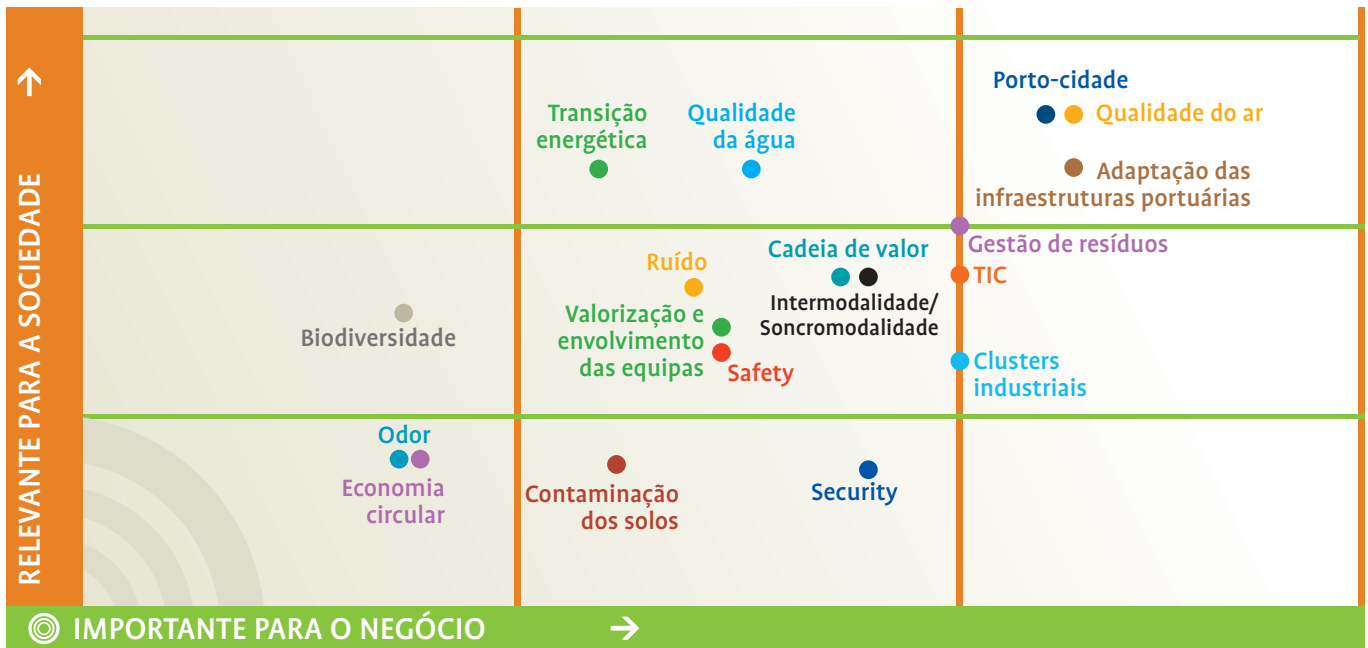 RELEVANTE PARA A SOCIEDADE
Porto-cidade
Transição
energética
Qualidade
da água
Qualidade do ar
Adaptação das
infraestruturas portuárias
Gestão de resíduos
Cadeia de valor
Ruído
TIC
Intermodalidade/
Soncromodalidade
Biodiversidade
Valorização e
envolvimento
das equipas
Safety
Clusters
industriais
Odor
Economia
circular
Contaminação
dos solos
Security
IMPORTANTE PARA O NEGÓCIO